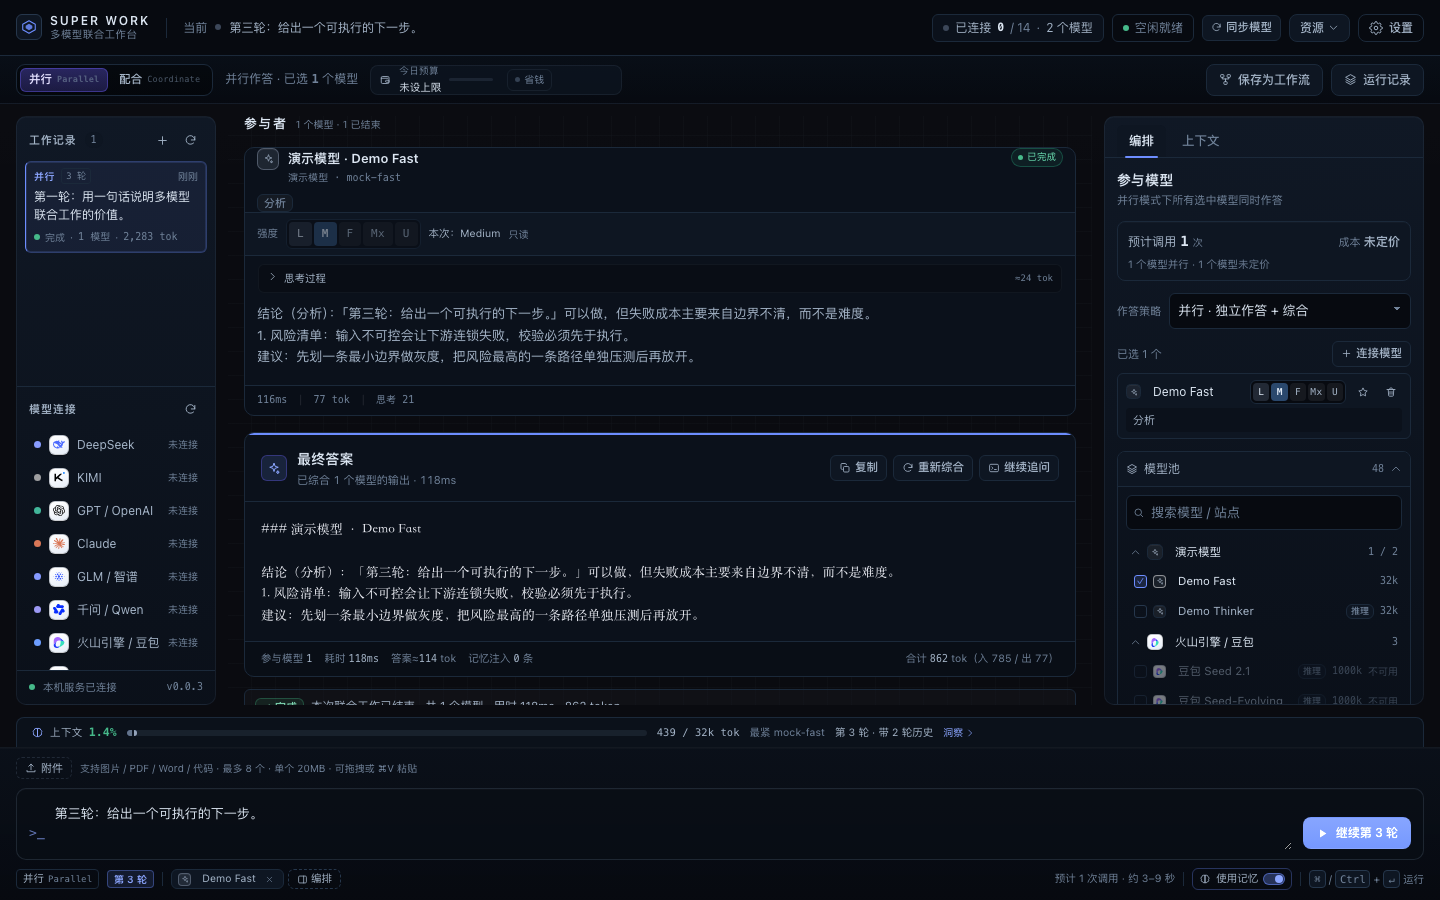 SUPER WORK
多模型联合工作台
当前 第三轮：给出一个可执行的下一步。
已连接 0 / 14 · 2 个模型
空闲就绪
同步模型
资源
设置
并行 Parallel
配合 Coordinate
并行作答 · 已选 1 个模型
今日预算
未设上限
省钱
保存为工作流
运行记录
工作记录 1
并行 3 轮 刚刚
第一轮：用一句话说明多模型
联合工作的价值。
完成 · 1 模型 · 2,283 tok
模型连接
DeepSeek 未连接
KIMI 未连接
GPT / OpenAI 未连接
Claude 未连接
GLM / 智谱 未连接
千问 / Qwen 未连接
火山引擎 / 豆包 未连接
本机服务已连接 v0.0.3
参与者 1 个模型 · 1 已结束
演示模型 · Demo Fast
已完成
演示模型 · mock-fast
分析
强度 L M F Mx U 本次：Medium 只读
思考过程 ≈24 tok
结论（分析）：「第三轮：给出一个可执行的下一步。」可以做，但失败成本主要来自边界不清，而不是难度。
1. 风险清单：输入不可控会让下游连锁失败，校验必须先于执行。
建议：先划一条最小边界做灰度，把风险最高的一条路径单独压测后再放开。
116ms 77 tok 思考 21
最终答案
已综合 1 个模型的输出 · 118ms
复制
重新综合
继续追问
### 演示模型 · Demo Fast
结论（分析）：「第三轮：给出一个可执行的下一步。」可以做，但失败成本主要来自边界不清，而不是难度。
1. 风险清单：输入不可控会让下游连锁失败，校验必须先于执行。
建议：先划一条最小边界做灰度，把风险最高的一条路径单独压测后再放开。
参与模型 1 耗时 118ms 答案≈114 tok 记忆注入 0 条
合计 862 tok（入 785 / 出 77）
完成 本次联合工作已结束 · 共 1 个模型 · 用时 118ms · 862 token
编排
上下文
参与模型
并行模式下所有选中模型同时作答
预计调用 1 次 成本 未定价
1 个模型并行 · 1 个模型未定价
作答策略 并行 · 独立作答 + 综合
已选 1 个
+ 连接模型
Demo Fast L M F Mx U
分析
模型池 48
搜索模型 / 站点
演示模型 1 / 2
Demo Fast 32k
Demo Thinker 推理 32k
火山引擎 / 豆包 3
豆包 Seed 2.1 推理 1000k 不可用
豆包 Seed-Evolving 推理 1000k 不可用
上下文 1.4% 439 / 32k tok 最紧 mock-fast 第 3 轮 · 带 2 轮历史 洞察
附件 支持图片 / PDF / Word / 代码 · 最多 8 个 · 单个 20MB · 可拖拽或 ⌘V 粘贴
第三轮：给出一个可执行的下一步。
>_
继续第 3 轮
并行 Parallel 第 3 轮 Demo Fast × 编排
预计 1 次调用 · 约 3–9 秒 使用记忆 ⌘ / Ctrl + ↵ 运行